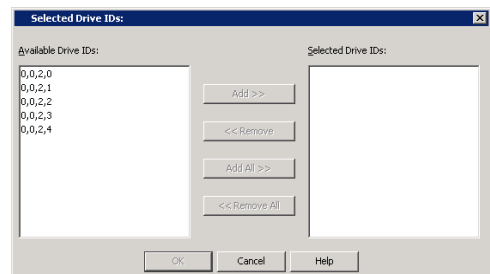 Selected Drive IDs:
Available Drive IDs:
Selected Drive IDs:
0,0,2,0
0,0,2,1
0,0,2,2
0,0,2,3
0,0,2,4
Add >>
<< Remove
Add All >>
<< Remove All
OK Cancel Help